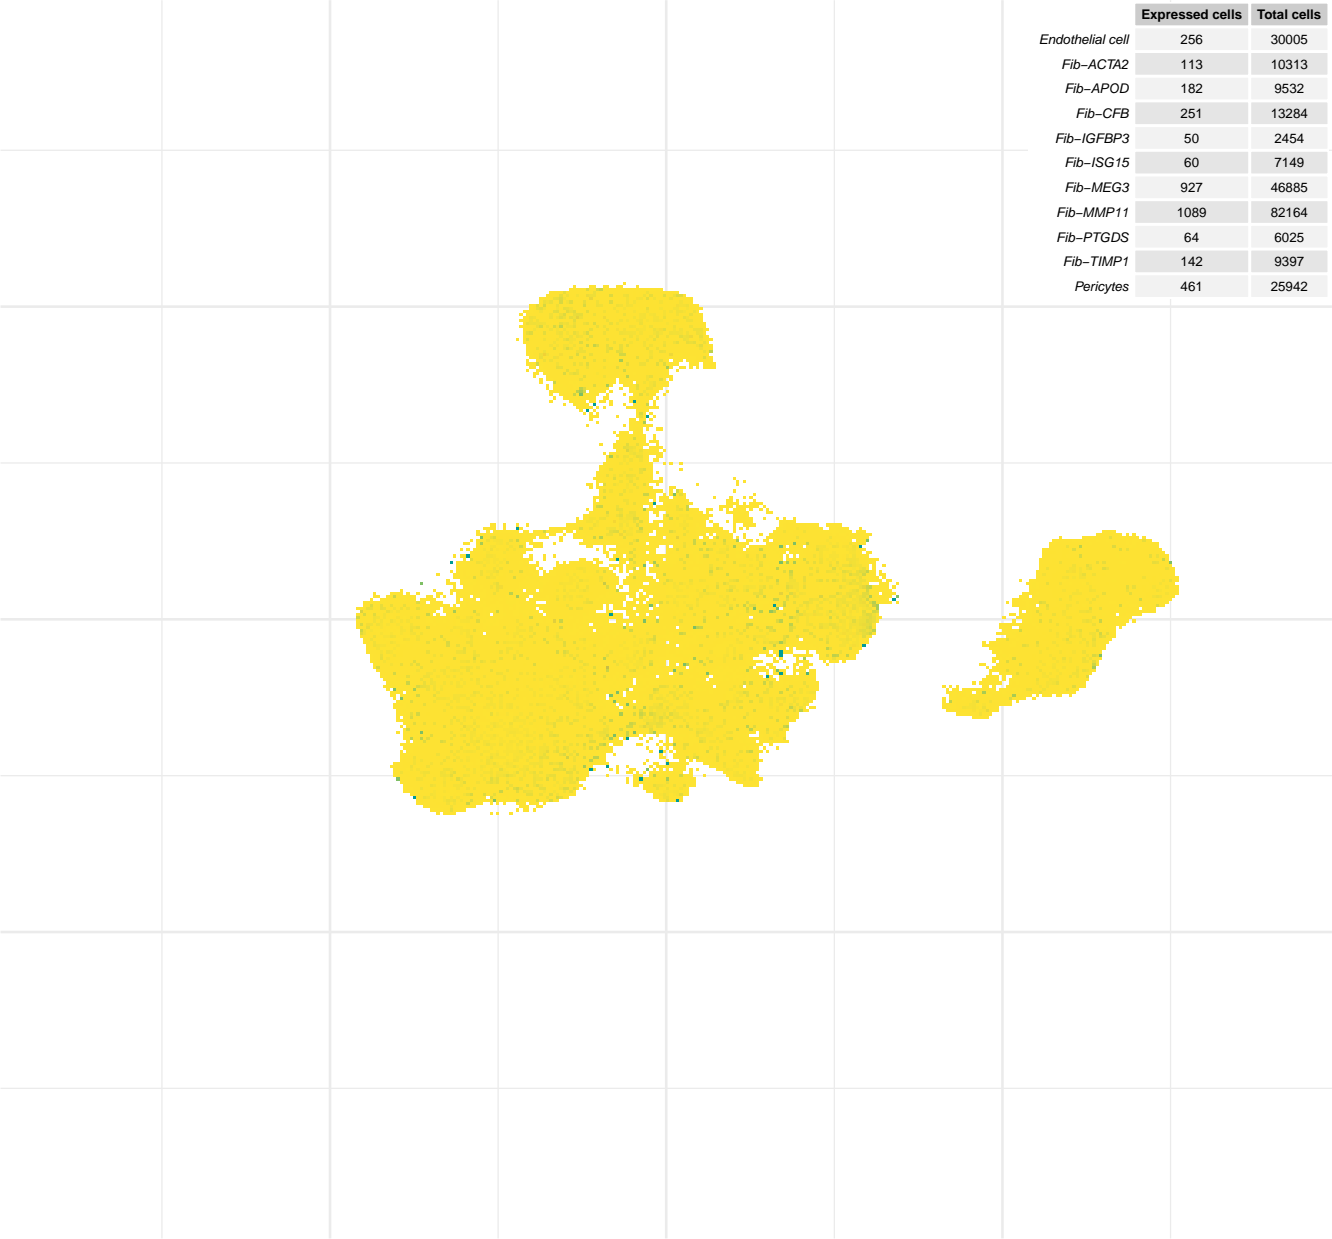 Expressed cells Total cells
Endothelial cell 256 30005
Fib−ACTA2 113 10313
Fib−APOD 182 9532
Fib−CFB 251 13284
Fib−IGFBP3 50 2454
Fib−ISG15 60 7149
Fib−MEG3 927 46885
Fib−MMP11 1089 82164
Fib−PTGDS 64 6025
Fib−TIMP1 142 9397
Pericytes 461 25942